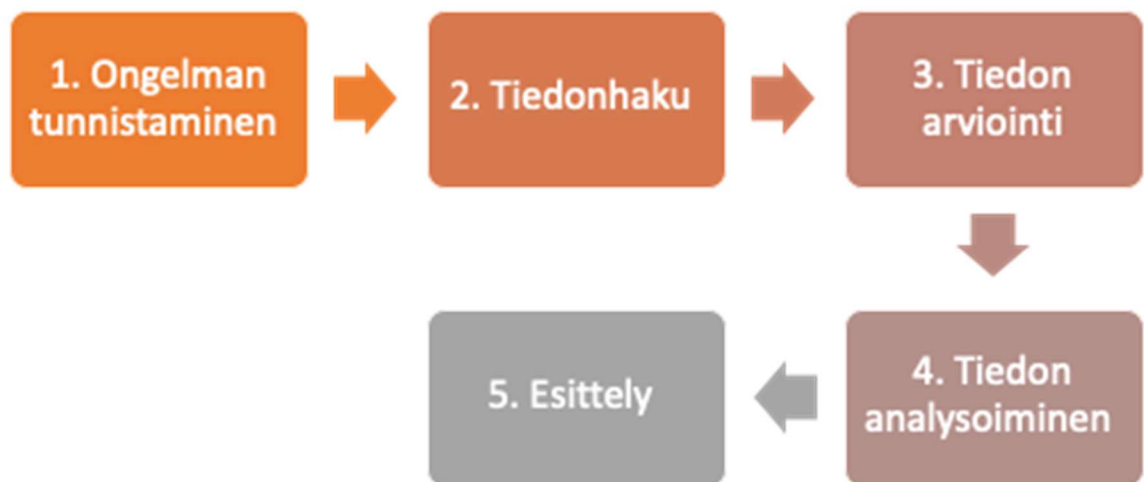 1. Ongelman
tunnistaminen
2. Tiedonhaku
3. Tiedon
arviointi
4. Tiedon
analysoiminen
5. Esittely